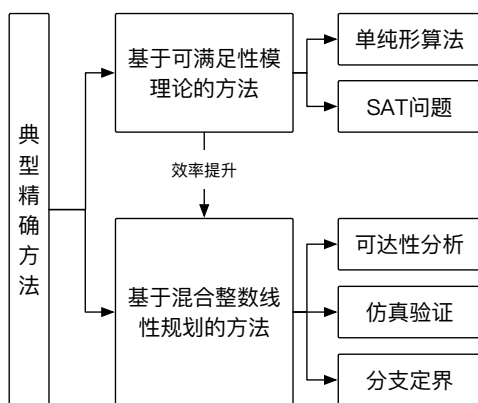 典型精确方法
基于可满足性模
理论的方法
单纯形算法
SAT问题
效率提升
基于混合整数线
性规划的方法
可达性分析
仿真验证
分支定界